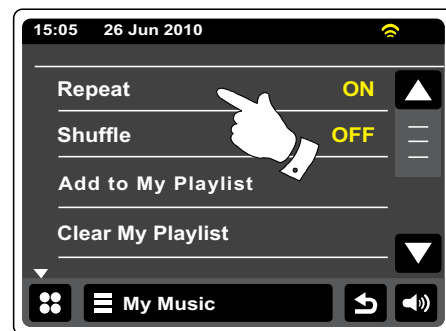 15:05 26 Jun 2010
Repeat ON
Shuffle OFF
Add to My Playlist
Clear My Playlist
My Music